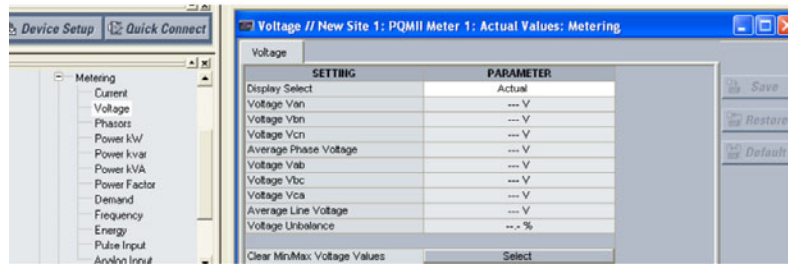 Device Setup
Quick Connect
Metering
Current
Voltage
Phasors
Power kW
Power kvar
Power kVA
Power Factor
Demand
Frequency
Energy
Pulse Input
Analog Input
Voltage // New Site 1: PQMII Meter 1: Actual Values: Metering
Voltage
SETTING PARAMETER
Display Select Actual
Voltage Van --- V
Voltage Vbn --- V
Voltage Vcn --- V
Average Phase Voltage --- V
Voltage Vab --- V
Voltage Vbc --- V
Voltage Vca --- V
Average Line Voltage --- V
Voltage Unbalance --.- %
Clear Min/Max Voltage Values Select
Save
Restore
Default